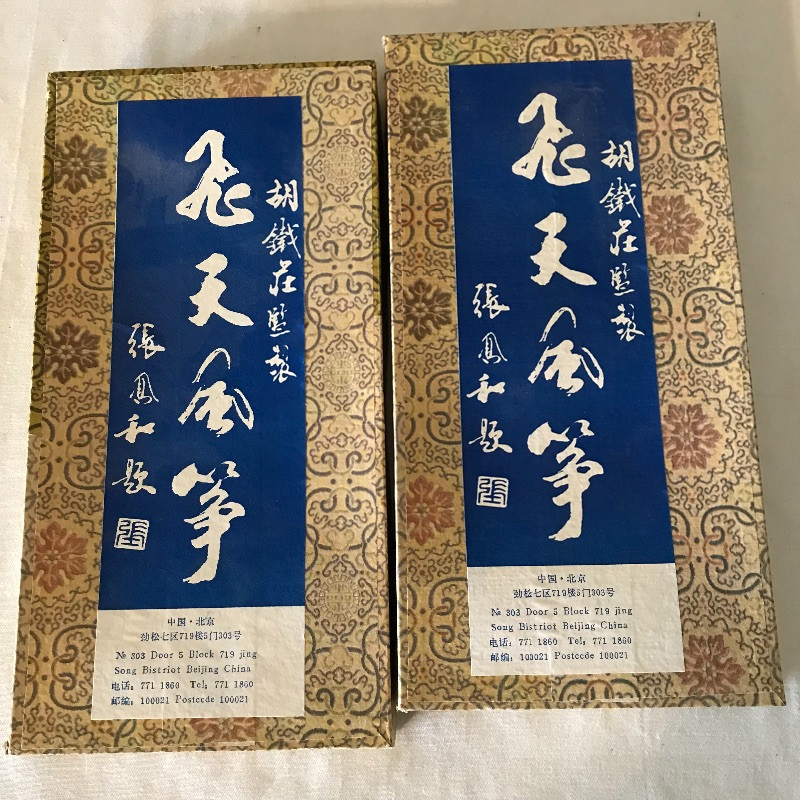 胡鐵莊監製
飛天風箏
張鳳和題
張
中国·北京
劲松七区719楼5门303号
№ 303 Door 5 Block 719 jing
Song Bistriot Beijing China
电话: 771 1860 Tel; 771 1860
邮编: 100021 Postcode 100021
胡鐵莊監製
飛天風箏
張鳳和題
張
中国·北京
劲松七区719楼5门303号
№ 303 Door 5 Block 719 jing
Song Bistriot Beijing China
电话: 771 1860 Tel; 771 1860
邮编: 100021 Postcode 100021